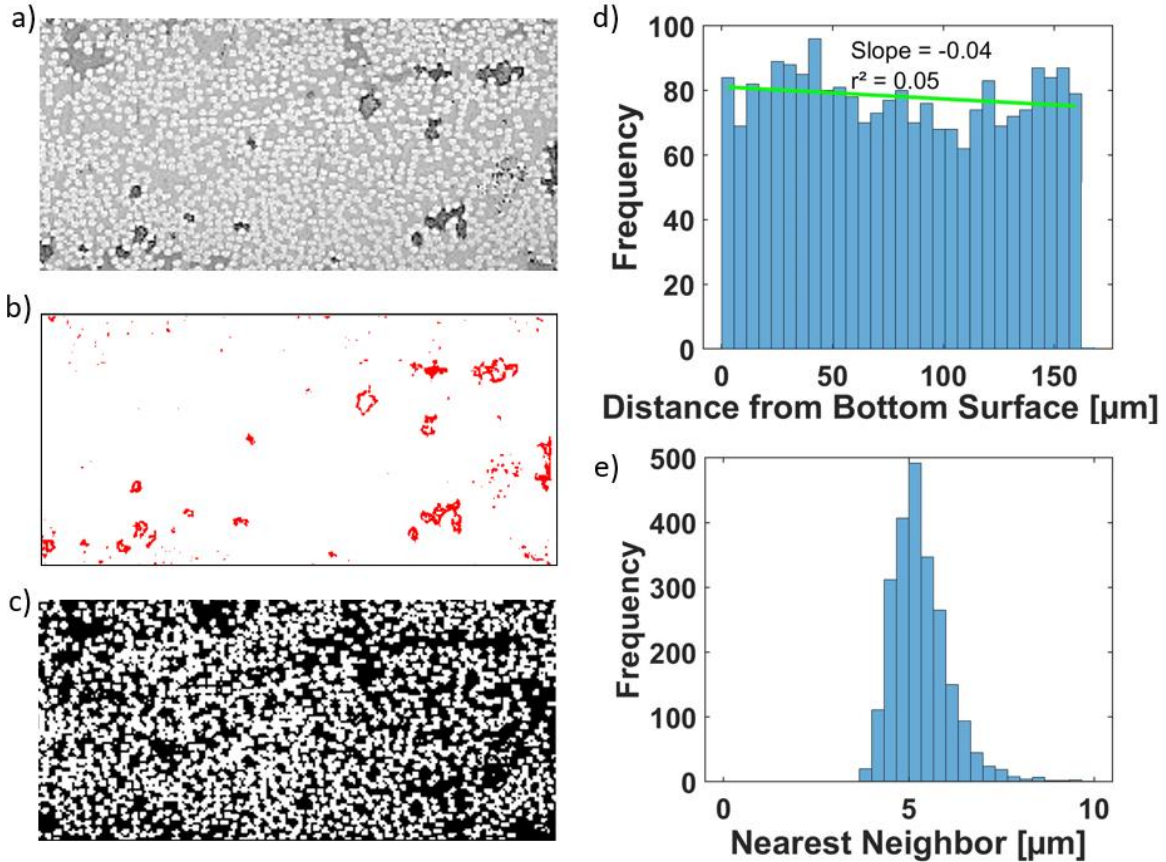 a)
b)
c)
d)
100
80
60
40
20
0
Frequency
Slope = -0.04
r² = 0.05
0 50 100 150
Distance from Bottom Surface [µm]
e)
500
400
300
200
100
0
Frequency
0 5 10
Nearest Neighbor [µm]